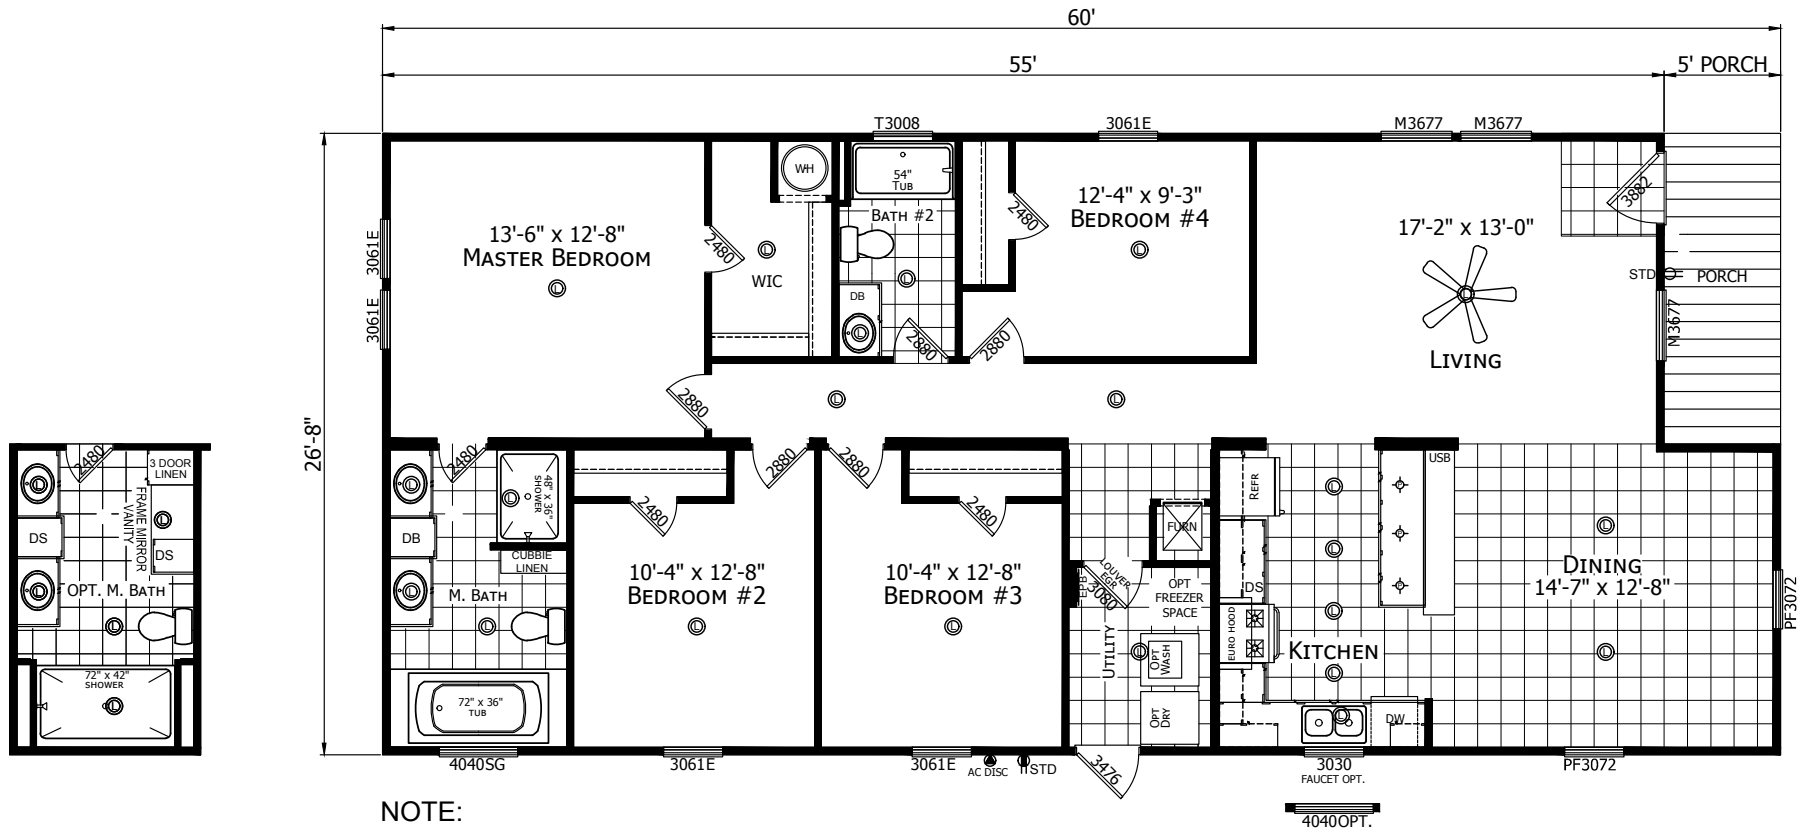 60'
55'
5' PORCH
T3008
3061E
M3677
M3677
WH
54"
TUB
3882
12'-4" x 9'-3"
BEDROOM #4
2480
BATH #2
17'-2" x 13'-0"
13'-6" x 12'-8"
MASTER BEDROOM
3061E
2480
WIC
STD
PORCH
DB
3061E
M3677
2880
2880
LIVING
2880
26'-8"
2480
3 DOOR
LINEN
2480
48" x 36"
SHOWER
2880
2880
USB
REFR
FRAME MIRROR
VANITY
2480
2480
FURN
DS
DS
DB
CUBBIE
LINEN
LOUVER
EGR.
3080
EPB
OPT
FREEZER
SPACE
DS
DINING
14'-7" x 12'-8"
OPT. M. BATH
M. BATH
10'-4" x 12'-8"
BEDROOM #2
10'-4" x 12'-8"
BEDROOM #3
PF3072
EURO HOOD
KITCHEN
UTILITY
OPT
WASH
72" x 42"
SHOWER
72" x 36"
TUB
OPT
DRY
DW
4040SG
3061E
3061E
AC DISC
STD
3476
3030
FAUCET OPT.
PF3072
NOTE:
4040OPT.